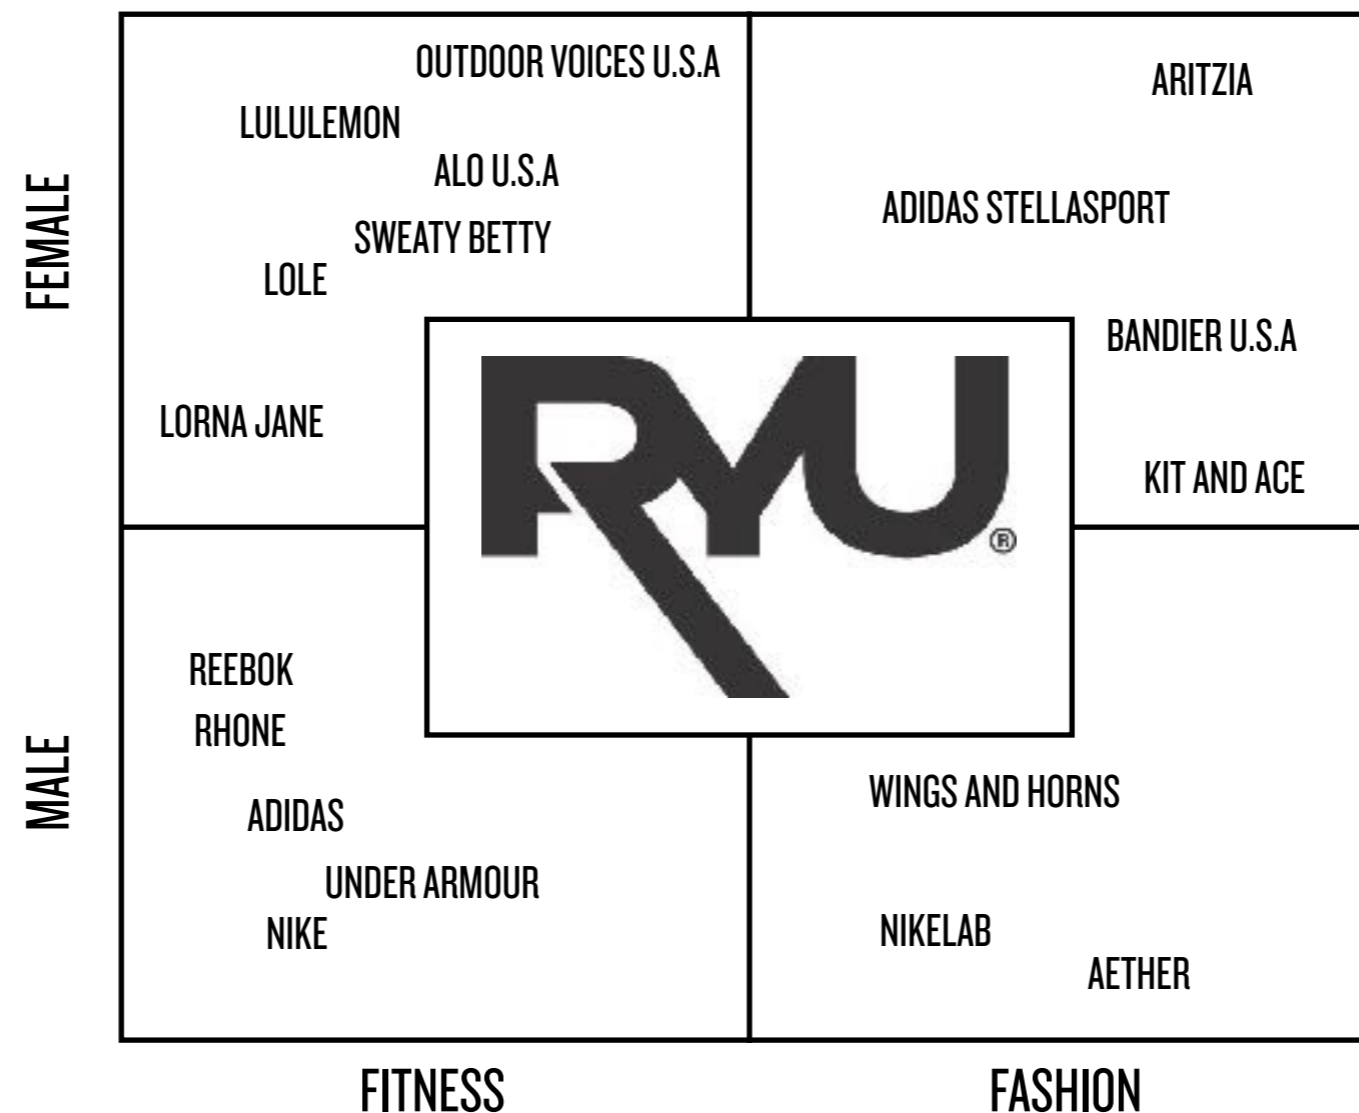 OUTDOOR VOICES U.S.A
ARITZIA
LULULEMON
ALO U.S.A
ADIDAS STELLASPORT
SWEATY BETTY
LOLE
FEMALE
BANDIER U.S.A
LORNA JANE
KIT AND ACE
RYU®
REEBOK
RHONE
MALE
WINGS AND HORNS
ADIDAS
UNDER ARMOUR
NIKE
NIKELAB
AETHER
FITNESS
FASHION